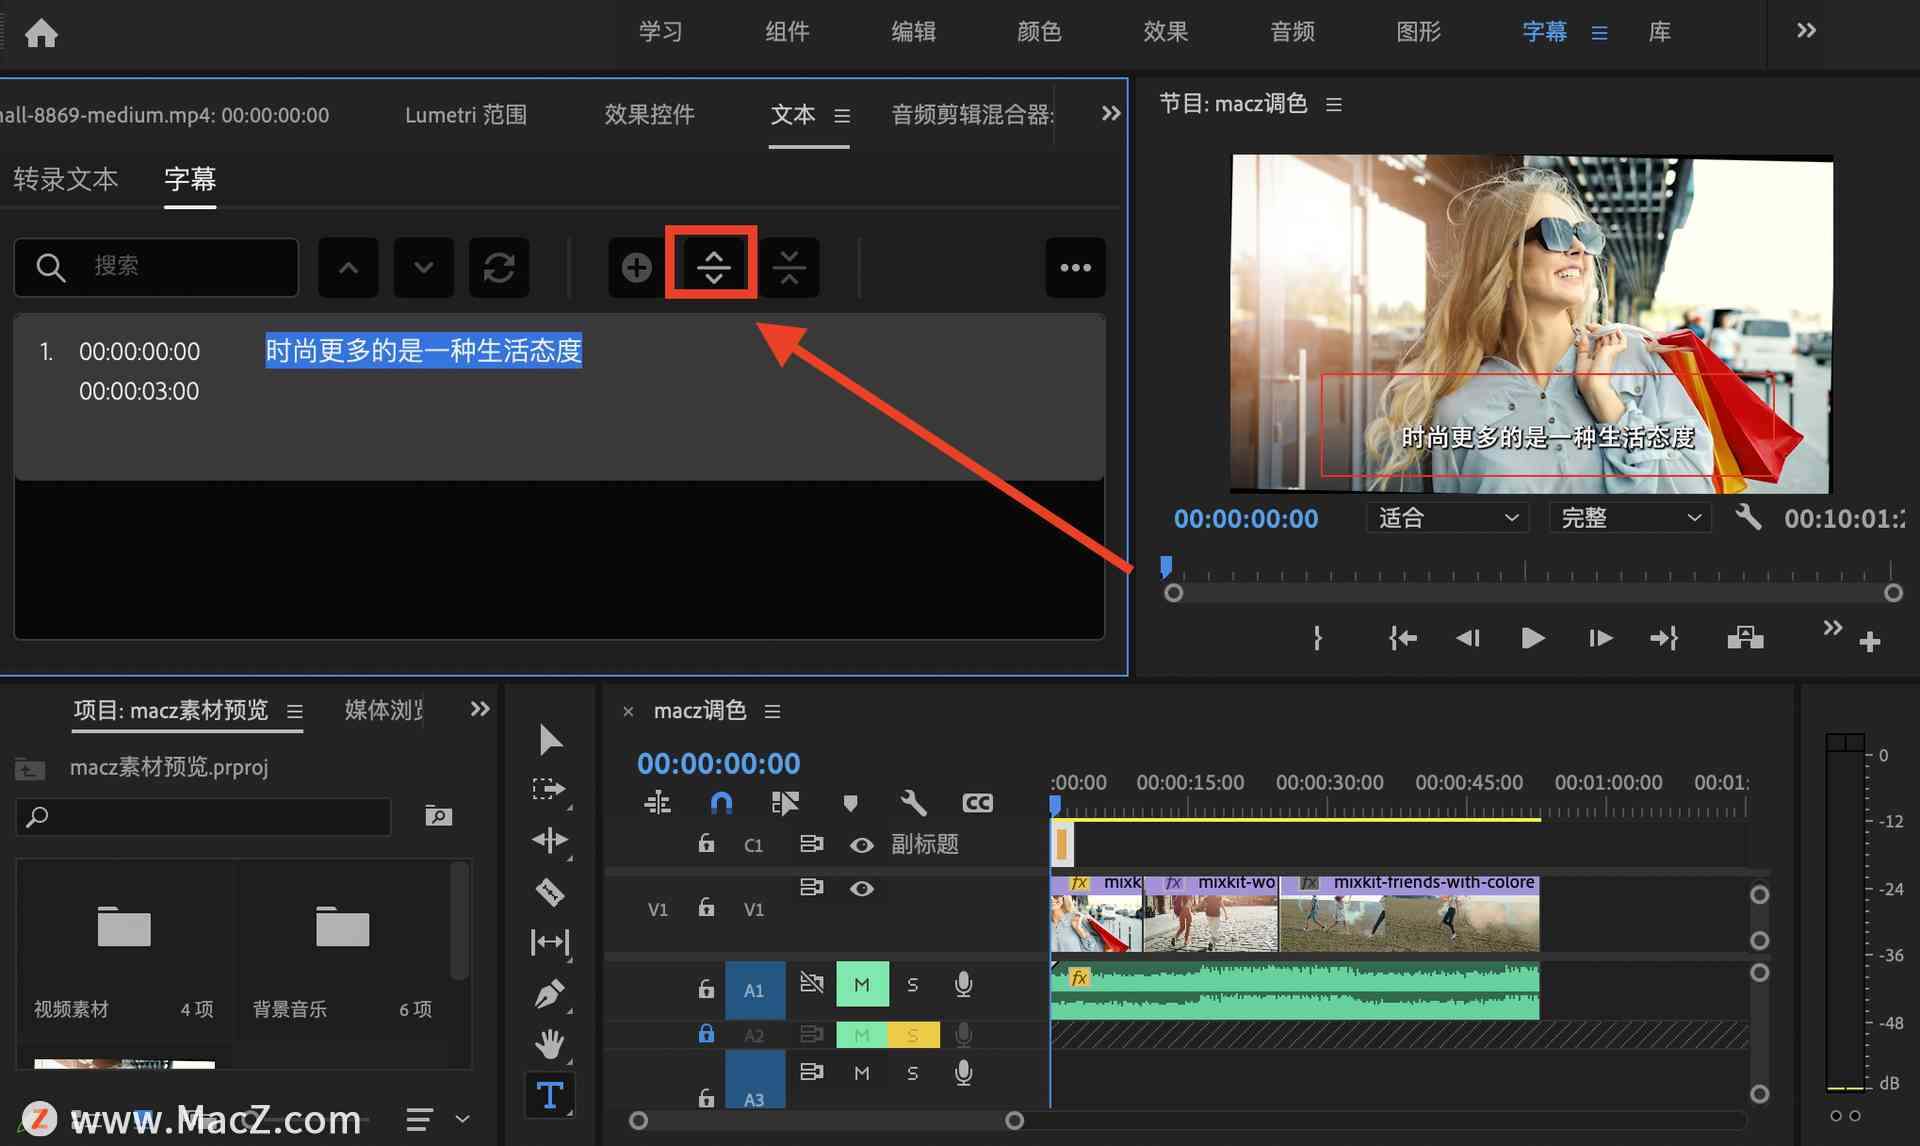 学习 组件 编辑 颜色 效果 音频 图形 字幕 库
all-8869-medium.mp4: 00:00:00:00 Lumetri 范围 效果控件 文本 音频剪辑混合器:
转录文本 字幕
搜索
1. 00:00:00:00 时尚更多的是一种生活态度
00:00:03:00
节目: macz调色
时尚更多的是一种生活态度
00:00:00:00 适合 完整 00:10:01:2
项目: macz素材预览 媒体浏览
macz素材预览.prproj
视频素材 4 项 背景音乐 6 项
www.MacZ.com
macz调色
00:00:00:00
:00:00 00:00:15:00 00:00:30:00 00:00:45:00 00:01:00:00 00:01:
CC
C1 副标题
fx mixk fx mixkit-wo fx mixkit-friends-with-colore
V1 V1
A1 M S fx
A2 M S
A3 M S
T
0
-12
-24
-36
-48
dB